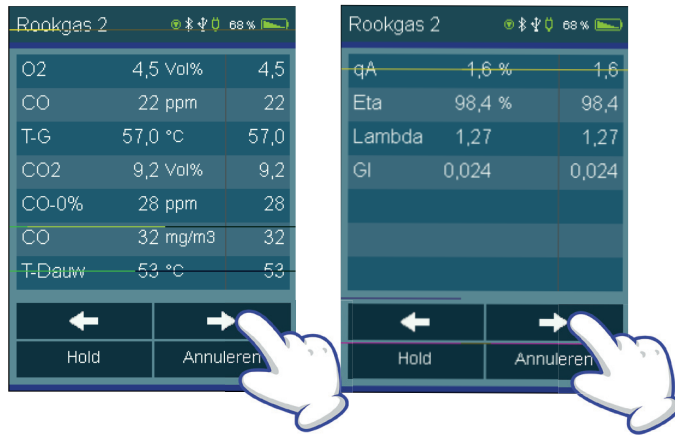 Rookgas 2 68 %
O2 4,5 Vol% 4,5
CO 22 ppm 22
T-G 57,0 °C 57,0
CO2 9,2 Vol% 9,2
CO-0% 28 ppm 28
CO 32 mg/m3 32
T-Dauw 53 °C 53
Hold Annuleren
Rookgas 2 68 %
qA 1,6 % 1,6
Eta 98,4 % 98,4
Lambda 1,27 1,27
GI 0,024 0,024
Hold Annuleren